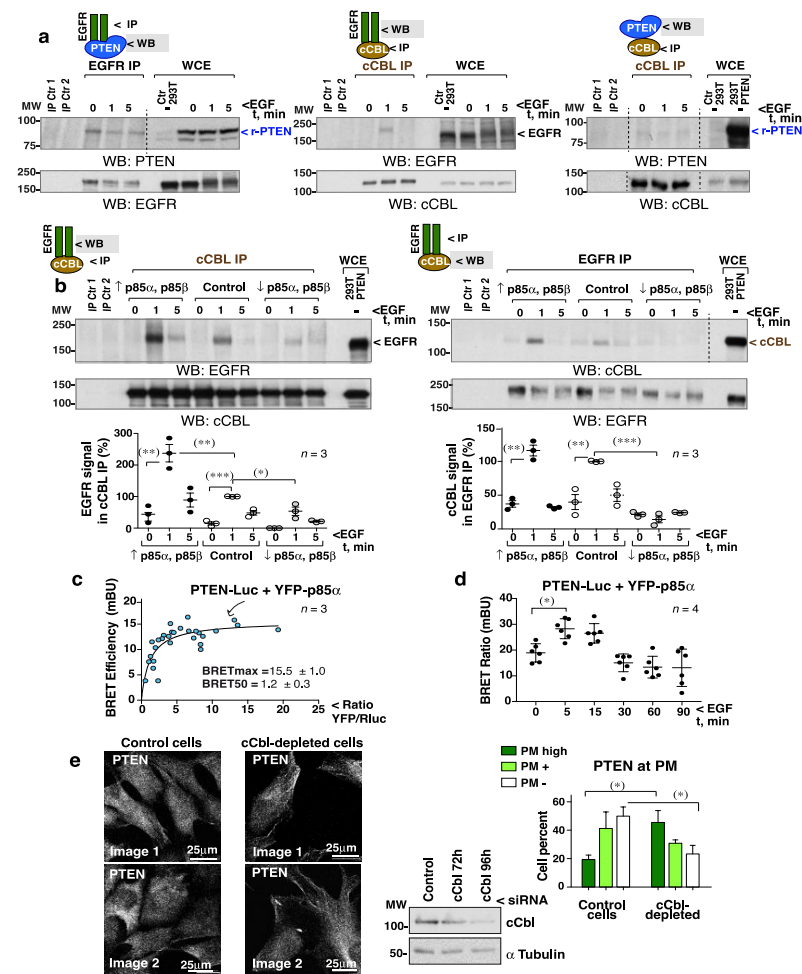 a
EGFR
< IP
PTEN
< WB
EGFR IP
WCE
IP Ctr 1
IP Ctr 2
Ctr
293T
MW
0 1 5
0 1 5
<EGF
t, min
100
75
< r-PTEN
WB: PTEN
250
150
WB: EGFR
EGFR
< WB
cCBL
< IP
cCBL IP
WCE
IP Ctr 1
IP Ctr 2
Ctr
293T
MW
0 1 5
0 1 5
<EGF
t, min
250
150
< EGFR
WB: EGFR
150
100
WB: cCBL
PTEN
< WB
cCBL
< IP
cCBL IP
WCE
IP Ctr 1
IP Ctr 2
Ctr
293T
293T
PTEN
MW
0 1 5
<EGF
t, min
100
75
< r-PTEN
WB: PTEN
150
100
WB: cCBL
b
EGFR
< WB
cCBL
< IP
cCBL IP
WCE
IP Ctr 1
IP Ctr 2
↑ p85α, p85β
Control
↓ p85α, p85β
293T
PTEN
MW
0 1 5
0 1 5
0 1 5
<EGF
t, min
250
150
< EGFR
WB: EGFR
150
100
WB: cCBL
EGFR signal
in cCBL IP (%)
300
200
100
0
(**)
(**)
(***)
(*)
n = 3
0 1 5
0 1 5
0 1 5
<EGF
t, min
↑ p85α, p85β
Control
↓ p85α, p85β
EGFR
< IP
cCBL
< WB
EGFR IP
WCE
IP Ctr 1
IP Ctr 2
↑ p85α, p85β
Control
↓ p85α, p85β
293T
PTEN
MW
0 1 5
0 1 5
0 1 5
<EGF
t, min
150
100
< cCBL
WB: cCBL
250
150
WB: EGFR
cCBL signal
in EGFR IP (%)
150
100
50
0
(**)
(**)
(***)
n = 3
0 1 5
0 1 5
0 1 5
<EGF
t, min
↑ p85α, p85β
Control
↓ p85α, p85β
c
PTEN-Luc + YFP-p85α
n = 3
BRET Efficiency (mBU)
20
15
10
5
0
BRETmax =15.5 ± 1.0
BRET50 = 1.2 ± 0.3
0 5 10 15 20 25
< Ratio
YFP/Rluc
d
PTEN-Luc + YFP-p85α
n = 4
(*)
BRET Ratio (mBU)
40
30
20
10
0
0 5 15 30 60 90
< EGF
t, min
e
Control cells
cCbl-depleted cells
PTEN
Image 1
25µm
PTEN
Image 1
25µm
PTEN
Image 2
25µm
PTEN
Image 2
25µm
Control
cCbl 72h
cCbl 96h
< siRNA
MW
100
cCbl
50
α Tubulin
PM high
PM +
PM -
PTEN at PM
(*)
(*)
Cell percent
60
40
20
0
Control
cells
cCbl-
depleted